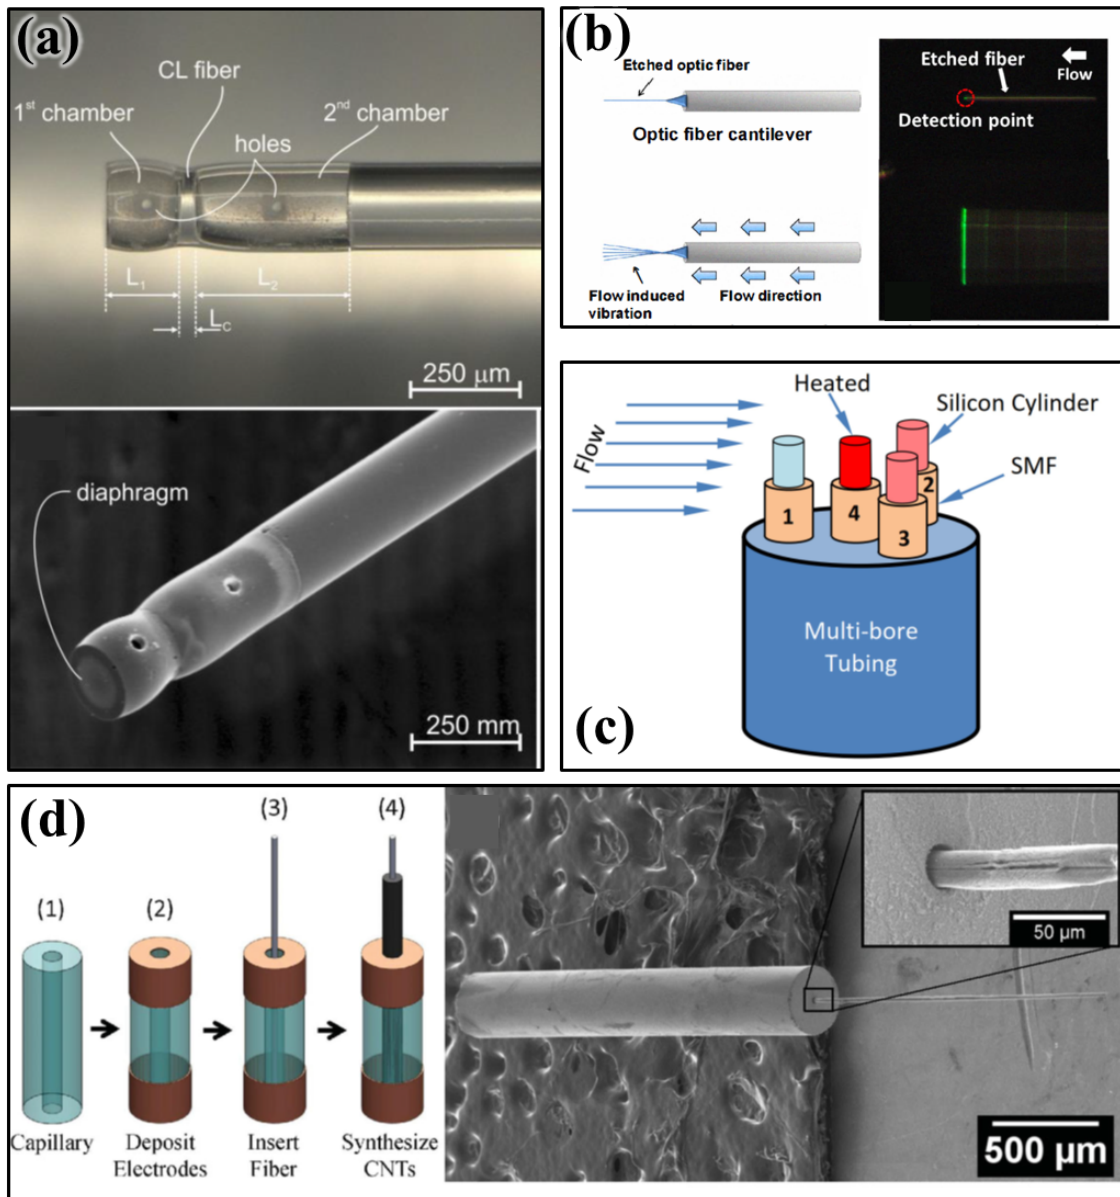 (a)
CL fiber
1st chamber
2nd chamber
holes
L1
L2
Lc
250 μm
diaphragm
250 mm
(b)
Etched optic fiber
Optic fiber cantilever
Flow induced
vibration
Flow direction
Etched fiber
Flow
Detection point
(c)
Heated
Silicon Cylinder
Flow
SMF
1
4
2
3
Multi-bore
Tubing
(d)
(1)
(2)
(3)
(4)
Capillary
Deposit
Electrodes
Insert
Fiber
Synthesize
CNTs
50 μm
500 μm